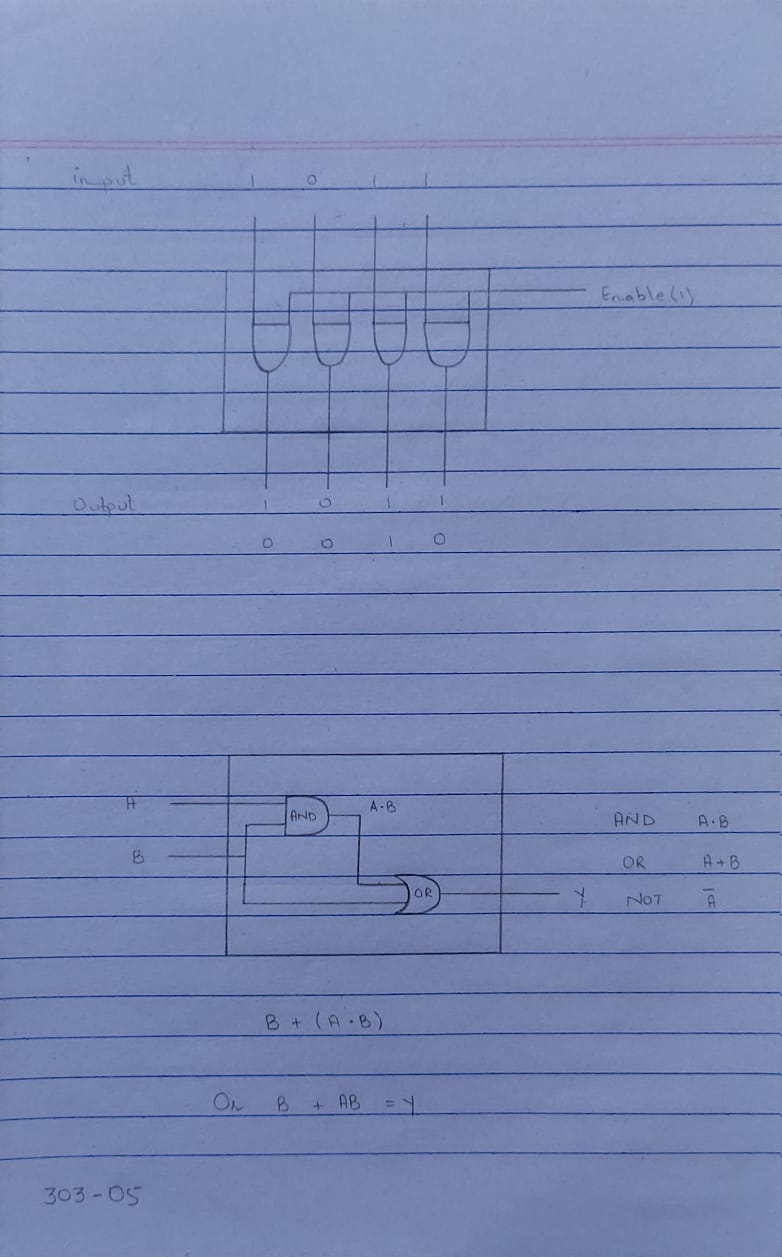 input 1 0 1 1
Enable(1)
Output 1 0 1 1
0 0 1 0
A AND A·B
AND A·B
B
OR A+B
OR Y
NOT A̅
B + (A·B)
Or B + AB = Y
303-05